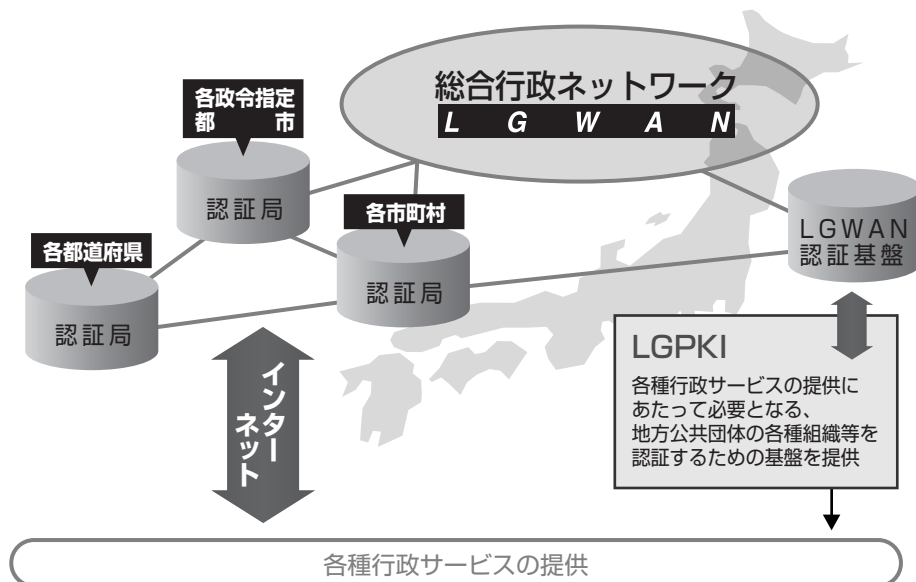 総合行政ネットワーク
L G W A N
各政令指定
都 市
認証局
各市町村
認証局
各都道府県
認証局
LGWAN
認証基盤
インター
ネット
LGPKI
各種行政サービスの提供に
あたって必要となる、
地方公共団体の各種組織等を
認証するための基盤を提供
各種行政サービスの提供